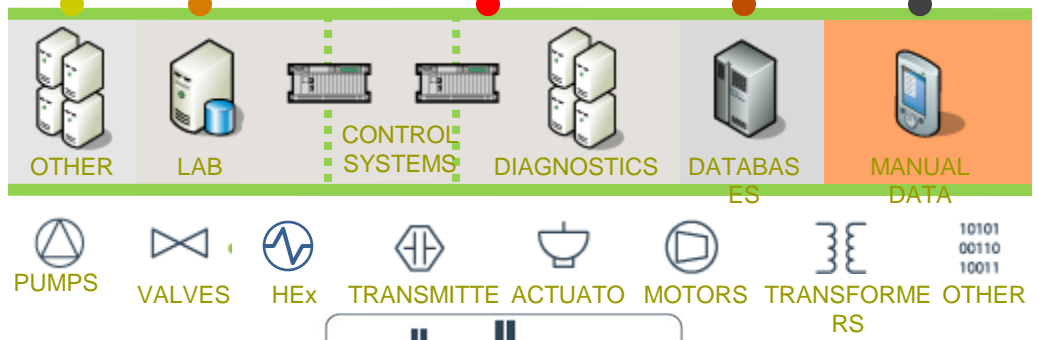 OTHER
LAB
CONTROL
SYSTEMS
DIAGNOSTICS
DATABAS
ES
MANUAL
DATA
PUMPS
VALVES
HEx
TRANSMITTE
ACTUATO
MOTORS
TRANSFORME
RS
10101
00110
10011
OTHER